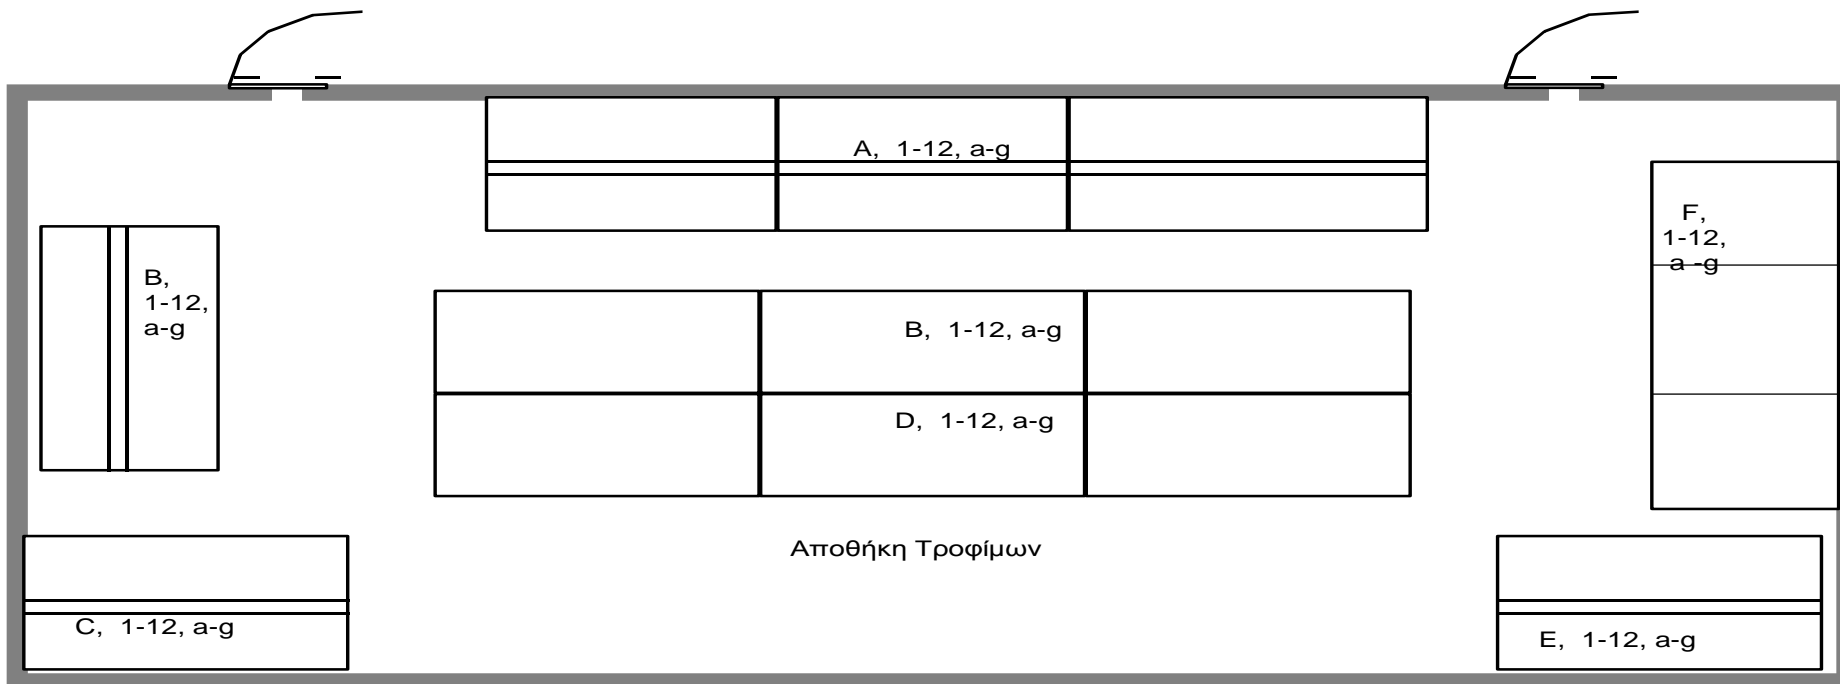 A, 1-12, a-g
B,
1-12,
a-g
F,
1-12,
a -g
B, 1-12, a-g
D, 1-12, a-g
Αποθήκη Τροφίμων
C, 1-12, a-g
E, 1-12, a-g